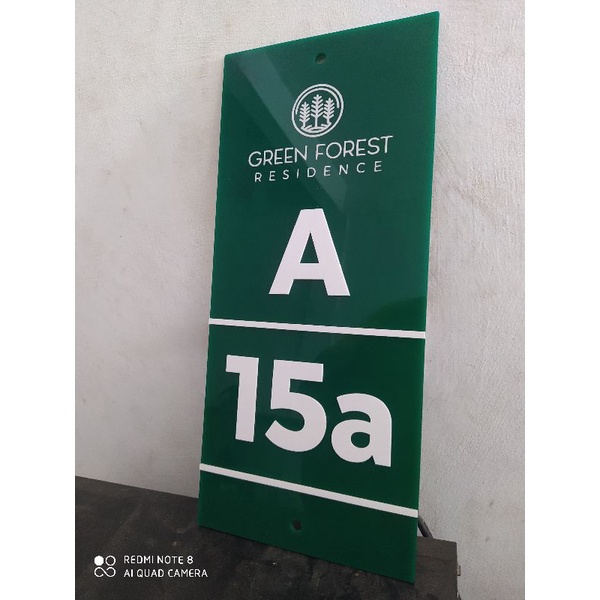 GREEN FOREST
RESIDENCE
A
15a
REDMI NOTE 8
AI QUAD CAMERA